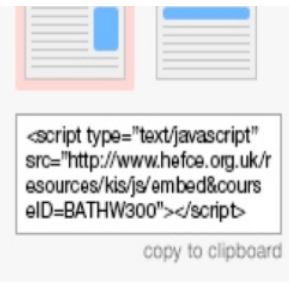 <script type="text/javascript"
src="http://www.hefce.org.uk/r
esources/kis/js/embed&cours
eID=BATHW300"></script>
copy to clipboard